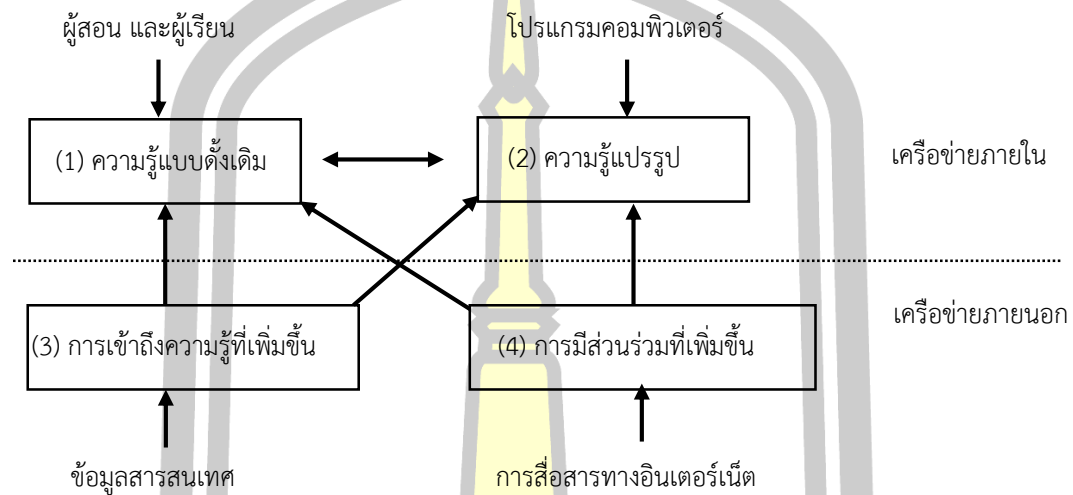 ผู้สอน และผู้เรียน
โปรแกรมคอมพิวเตอร์
(1) ความรู้แบบดั้งเดิม
(2) ความรู้แปรรูป
เครือข่ายภายใน
เครือข่ายภายนอก
(3) การเข้าถึงความรู้ที่เพิ่มขึ้น
(4) การมีส่วนร่วมที่เพิ่มขึ้น
ข้อมูลสารสนเทศ
การสื่อสารทางอินเตอร์เน็ต